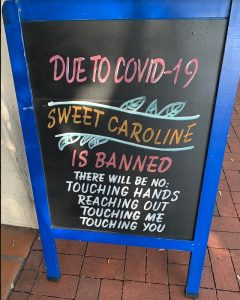 DUE TO COVID-19
SWEET CAROLINE
IS BANNED
THERE WILL BE NO:
TOUCHING HANDS
REACHING OUT
TOUCHING ME
TOUCHING YOU